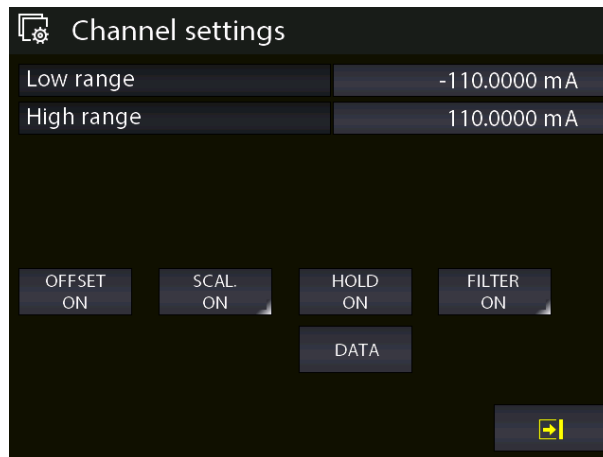 Channel settings
Low range -110.0000 mA
High range 110.0000 mA
OFFSET SCAL. HOLD FILTER
ON ON ON ON
DATA